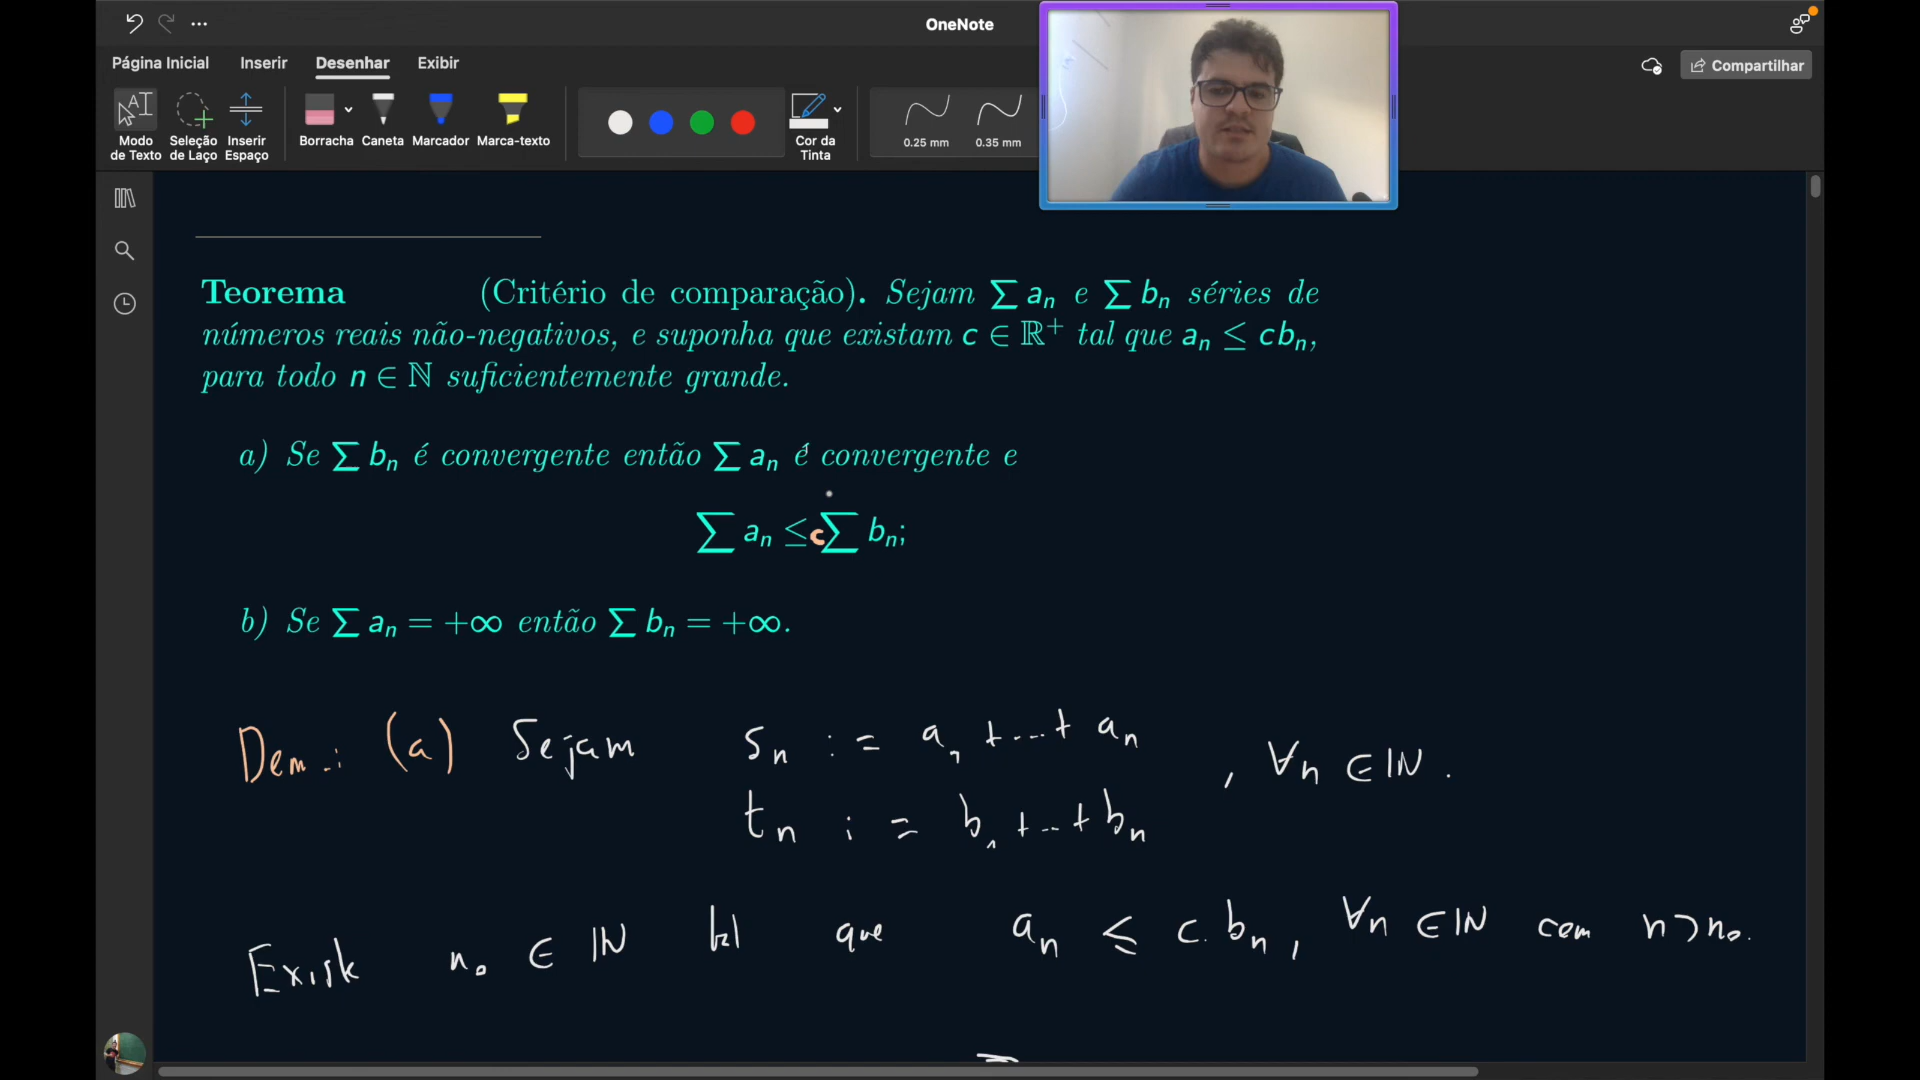 OneNote
Página Inicial Inserir Desenhar Exibir
Compartilhar
Modo de Texto Seleção de Laço Inserir Espaço Borracha Caneta Marcador Marca-texto Cor da Tinta 0.25 mm 0.35 mm
Teorema (Critério de comparação). Sejam ∑ aₙ e ∑ bₙ séries de
números reais não-negativos, e suponha que existam c ∈ ℝ⁺ tal que aₙ ≤ cbₙ,
para todo n ∈ ℕ suficientemente grande.
a) Se ∑ bₙ é convergente então ∑ aₙ é convergente e
∑ aₙ ≤ c∑ bₙ;
b) Se ∑ aₙ = +∞ então ∑ bₙ = +∞.
Dem.: (a) Sejam sₙ := a₁ +...+ aₙ
, ∀n ∈ ℕ.
tₙ := b₁ +...+ bₙ
Existe n₀ ∈ ℕ tal que aₙ ≤ c.bₙ, ∀n ∈ ℕ com n>n₀.